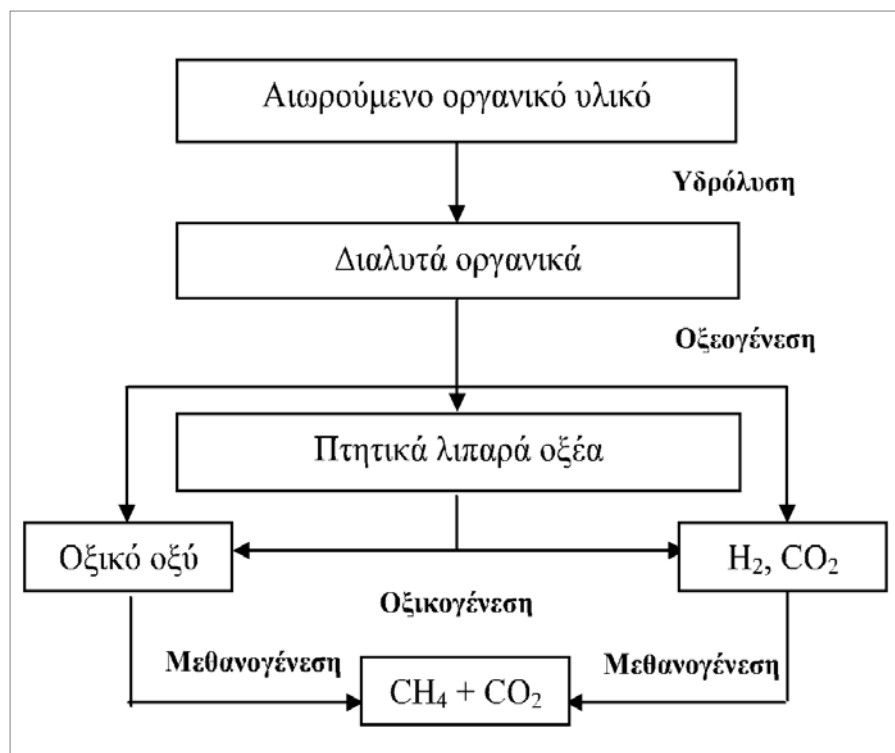 Αιωρούμενο οργανικό υλικό
Υδρόλυση
Διαλυτά οργανικά
Οξεογένεση
Πτητικά λιπαρά οξέα
Οξικό οξύ
H₂, CO₂
Οξικογένεση
Μεθανογένεση
Μεθανογένεση
CH₄ + CO₂